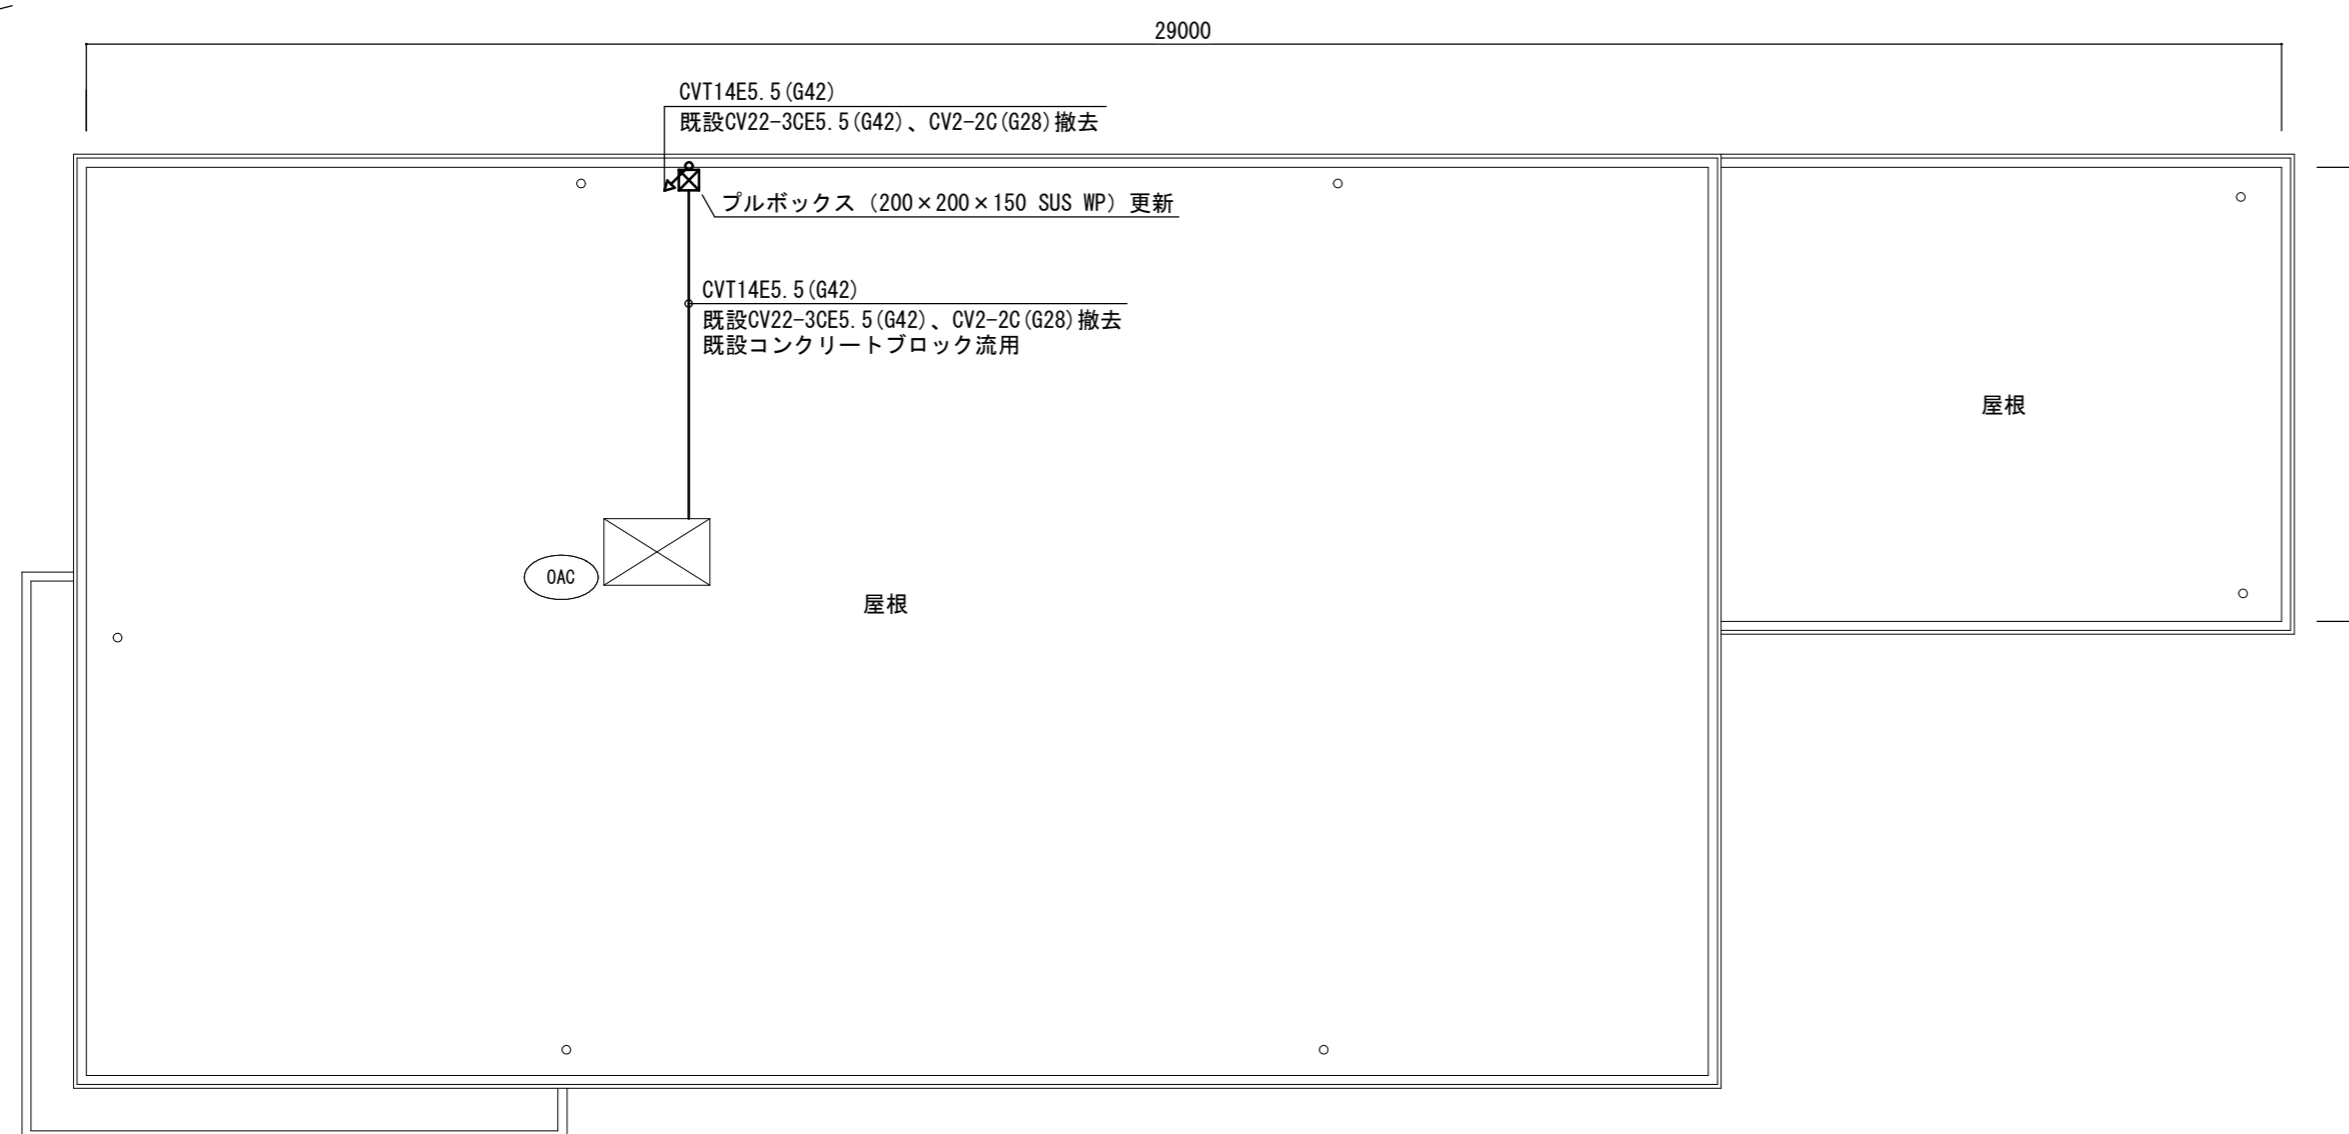 29000
CVT14E5.5(G42)
既設CV22-3CE5.5(G42)、CV2-2C(G28)撤去
プルボックス（200×200×150 SUS WP）更新
CVT14E5.5(G42)
既設CV22-3CE5.5(G42)、CV2-2C(G28)撤去
既設コンクリートブロック流用
屋根
OAC
屋根